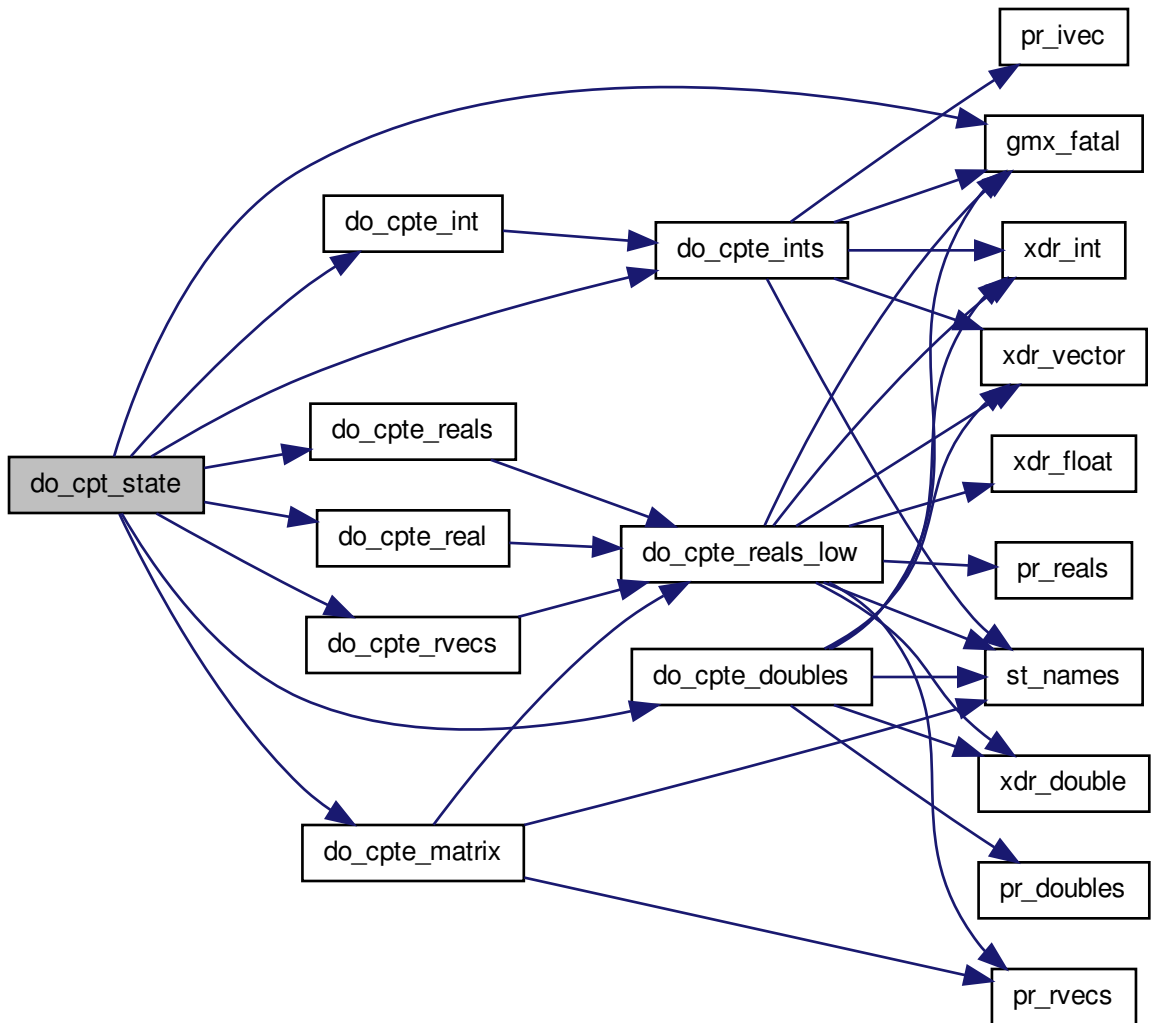 pr_ivec
gmx_fatal
do_cpte_int
do_cpte_ints
xdr_int
xdr_vector
do_cpte_reals
xdr_float
do_cpt_state
do_cpte_real
do_cpte_reals_low
pr_reals
do_cpte_rvecs
do_cpte_doubles
st_names
xdr_double
do_cpte_matrix
pr_doubles
pr_rvecs